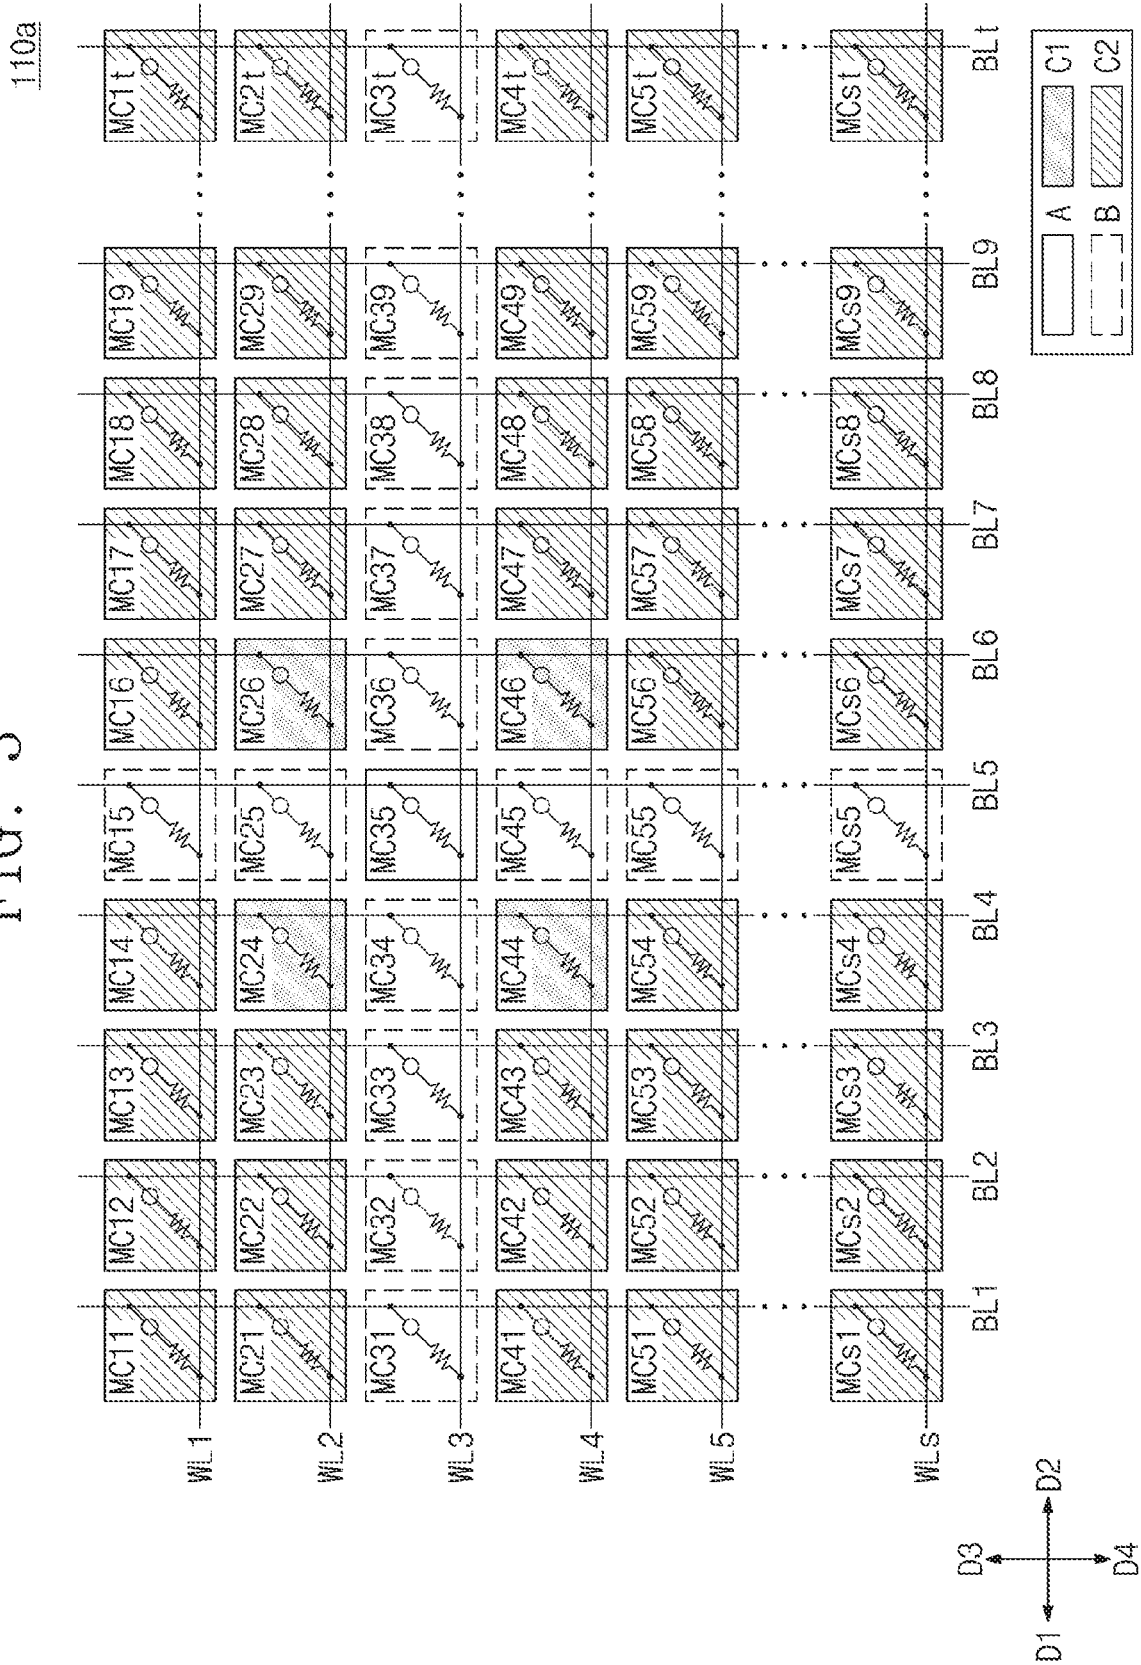 110a
MC11 MC12 MC13 MC14 MC15 MC16 MC17 MC18 MC19 MC1t
WL1
MC21 MC22 MC23 MC24 MC25 MC26 MC27 MC28 MC29 MC2t
WL2
MC31 MC32 MC33 MC34 MC35 MC36 MC37 MC38 MC39 MC3t
WL3
MC41 MC42 MC43 MC44 MC45 MC46 MC47 MC48 MC49 MC4t
WL4
MC51 MC52 MC53 MC54 MC55 MC56 MC57 MC58 MC59 MC5t
WL5
MCs1 MCs2 MCs3 MCs4 MCs5 MCs6 MCs7 MCs8 MCs9 MCst
WLs
BL1 BL2 BL3 BL4 BL5 BL6 BL7 BL8 BL9 BLt
D3
D1 D2
D4
A C1
B C2